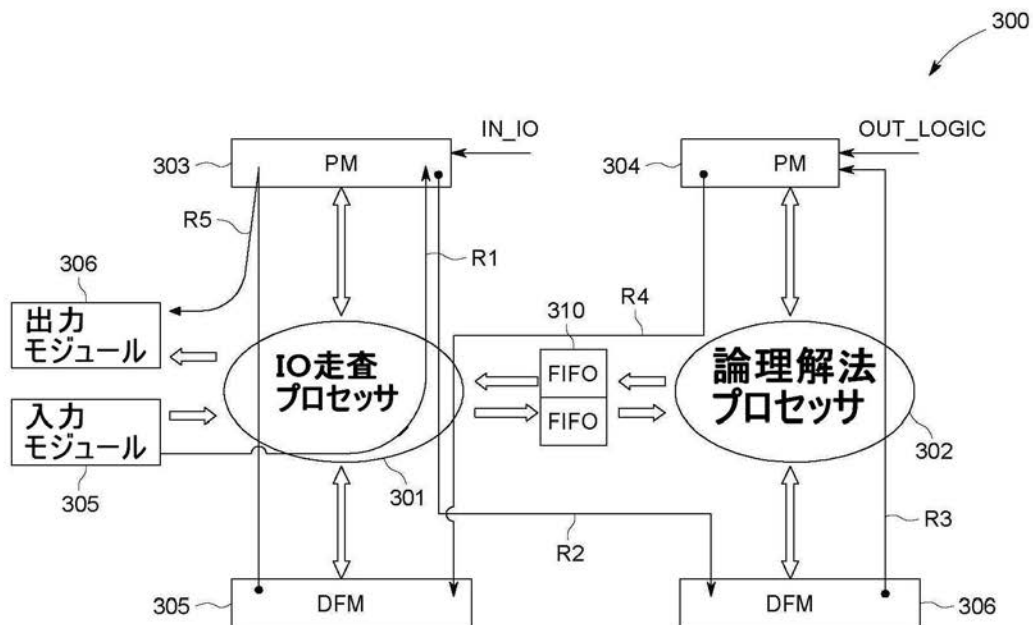 300
IN_IO
OUT_LOGIC
303
PM
304
PM
R5
R1
306
R4
310
出力
モジュール
IO走査
プロセッサ
FIFO
FIFO
論理解法
プロセッサ
入力
モジュール
302
305
301
R2
R3
305
DFM
DFM
306